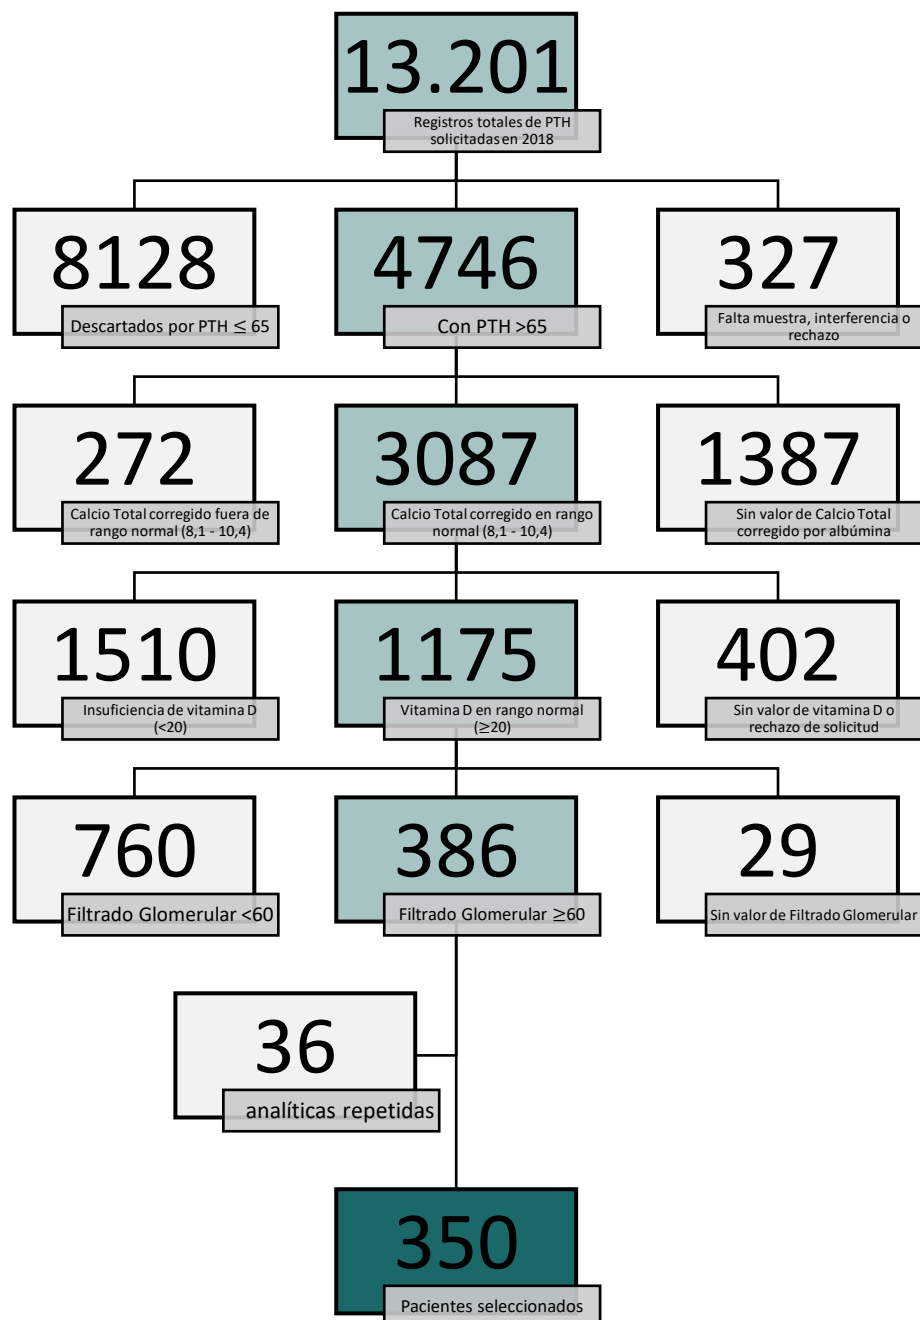 13.201
Registros totales de PTH
solicitadas en 2018
8128
Descartados por PTH ≤ 65
4746
Con PTH >65
327
Falta muestra, interferencia o
rechazo
272
Calcio Total corregido fuera de
rango normal (8,1 - 10,4)
3087
Calcio Total corregido en rango
normal (8,1 - 10,4)
1387
Sin valor de Calcio Total
corregido por albúmina
1510
Insuficiencia de vitamina D
(<20)
1175
Vitamina D en rango normal
(≥20)
402
Sin valor de vitamina D o
rechazo de solicitud
760
Filtrado Glomerular <60
386
Filtrado Glomerular ≥60
29
Sin valor de Filtrado Glomerular
36
analíticas repetidas
350
Pacientes seleccionados